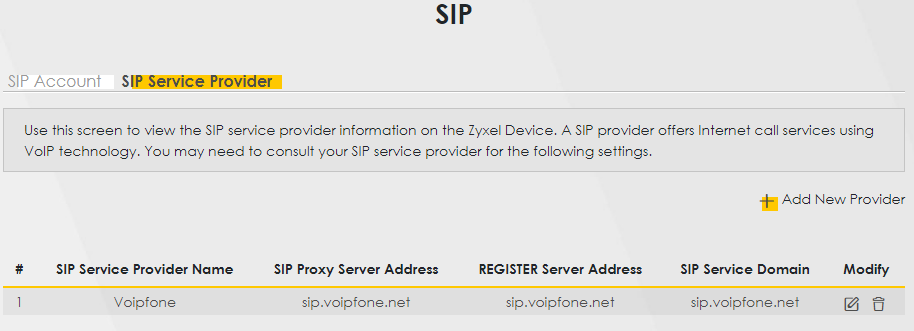 SIP
SIP Account SIP Service Provider
Use this screen to view the SIP service provider information on the Zyxel Device. A SIP provider offers Internet call services using
VoIP technology. You may need to consult your SIP service provider for the following settings.
+ Add New Provider
# SIP Service Provider Name SIP Proxy Server Address REGISTER Server Address SIP Service Domain Modify
1 Voipfone sip.voipfone.net sip.voipfone.net sip.voipfone.net